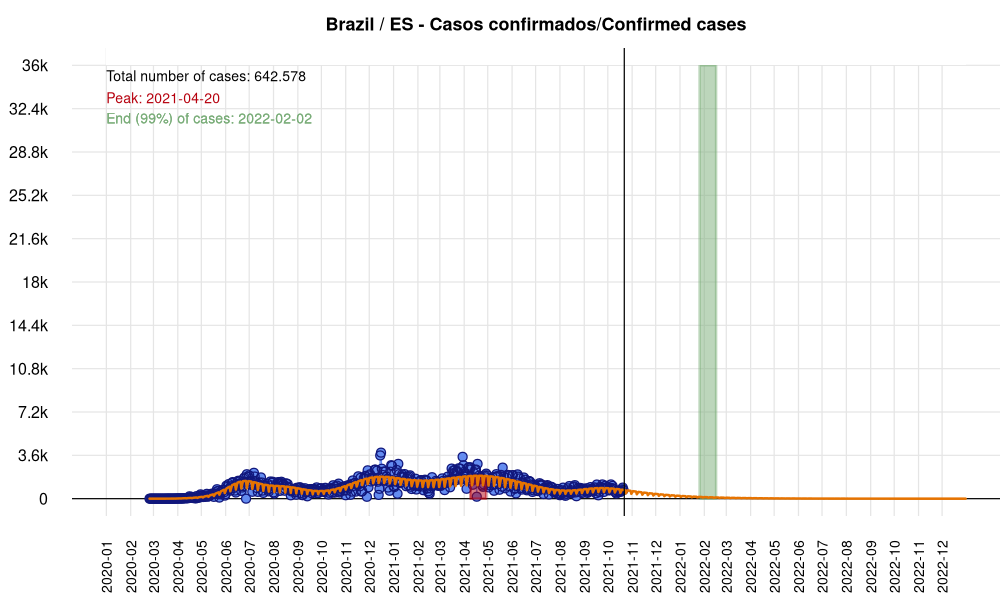 Brazil / ES - Casos confirmados/Confirmed cases
Total number of cases: 642.578
Peak: 2021-04-20
End (99%) of cases: 2022-02-02
36k
32.4k
28.8k
25.2k
21.6k
18k
14.4k
10.8k
7.2k
3.6k
0
2020-01
2020-02
2020-03
2020-04
2020-05
2020-06
2020-07
2020-08
2020-09
2020-10
2020-11
2020-12
2021-01
2021-02
2021-03
2021-04
2021-05
2021-06
2021-07
2021-08
2021-09
2021-10
2021-11
2021-12
2022-01
2022-02
2022-03
2022-04
2022-05
2022-06
2022-07
2022-08
2022-09
2022-10
2022-11
2022-12